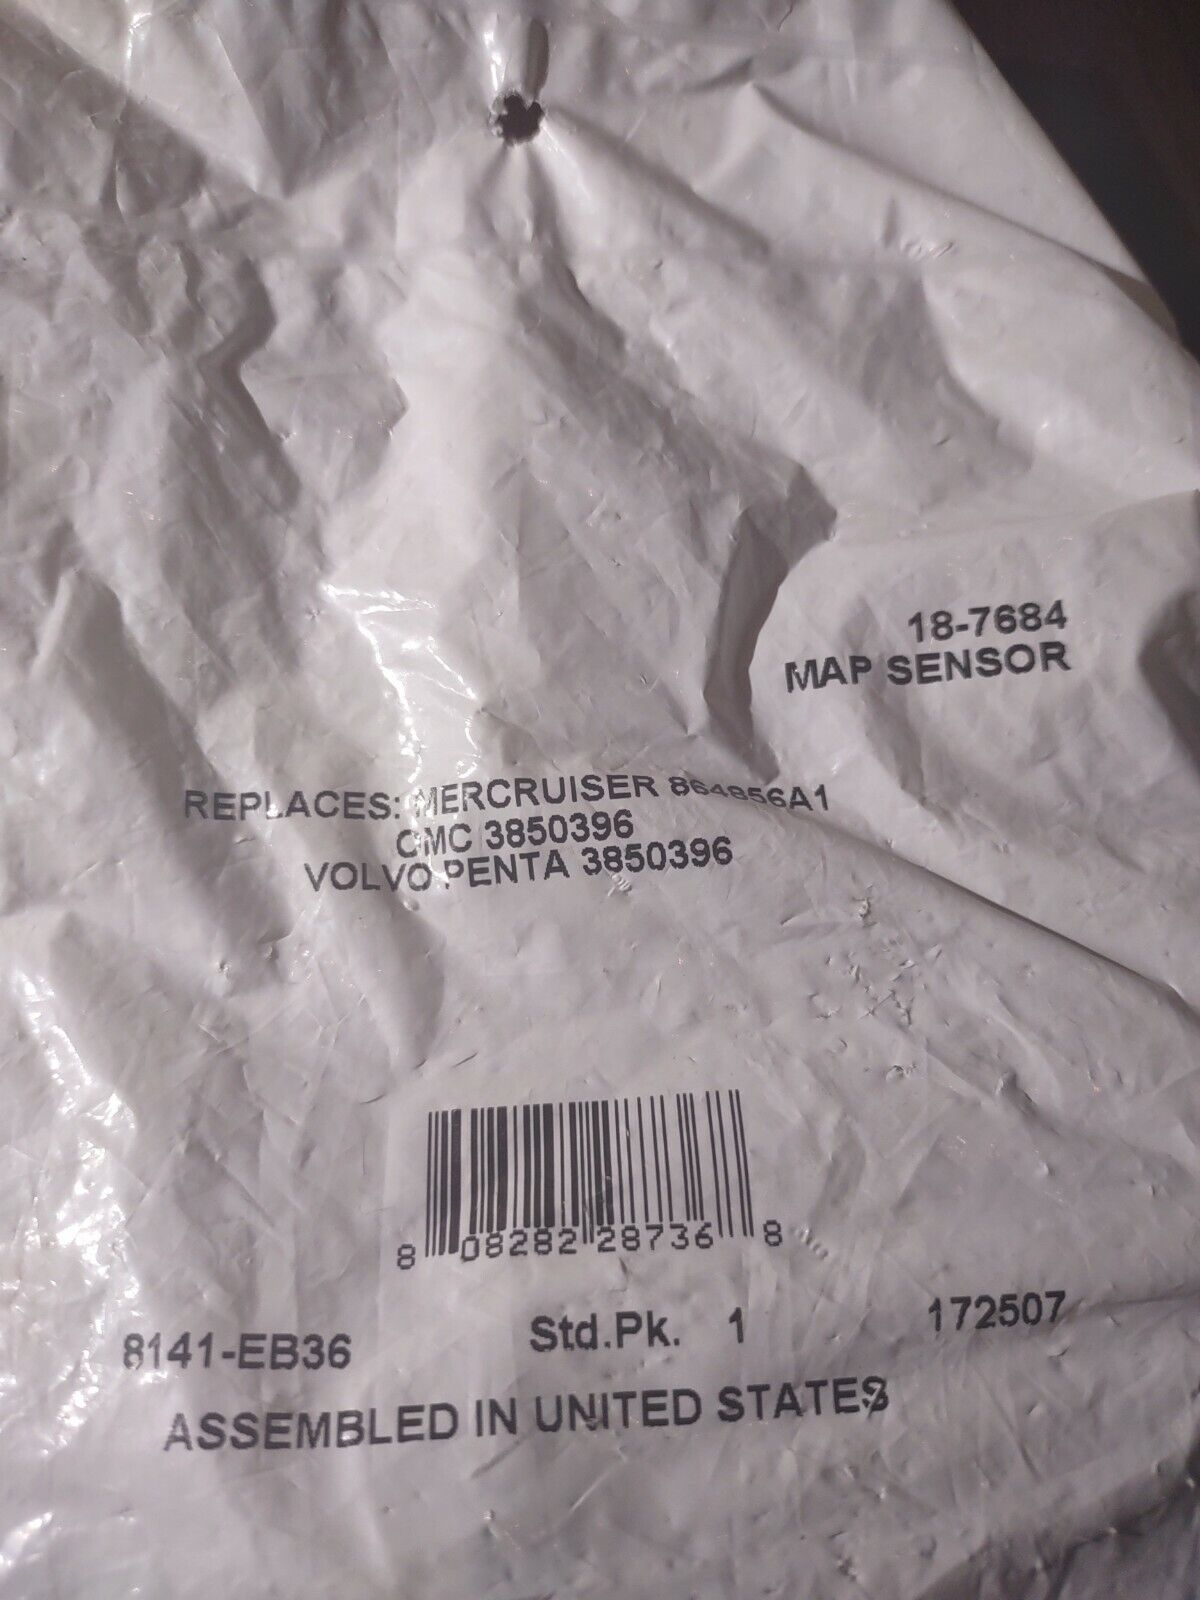 18-7684
MAP SENSOR
REPLACES: MERCRUISER 864856A1
OMC 3850396
VOLVO PENTA 3850396
8 08282 28736 8
8141-EB36 Std.Pk. 1 172507
ASSEMBLED IN UNITED STATES